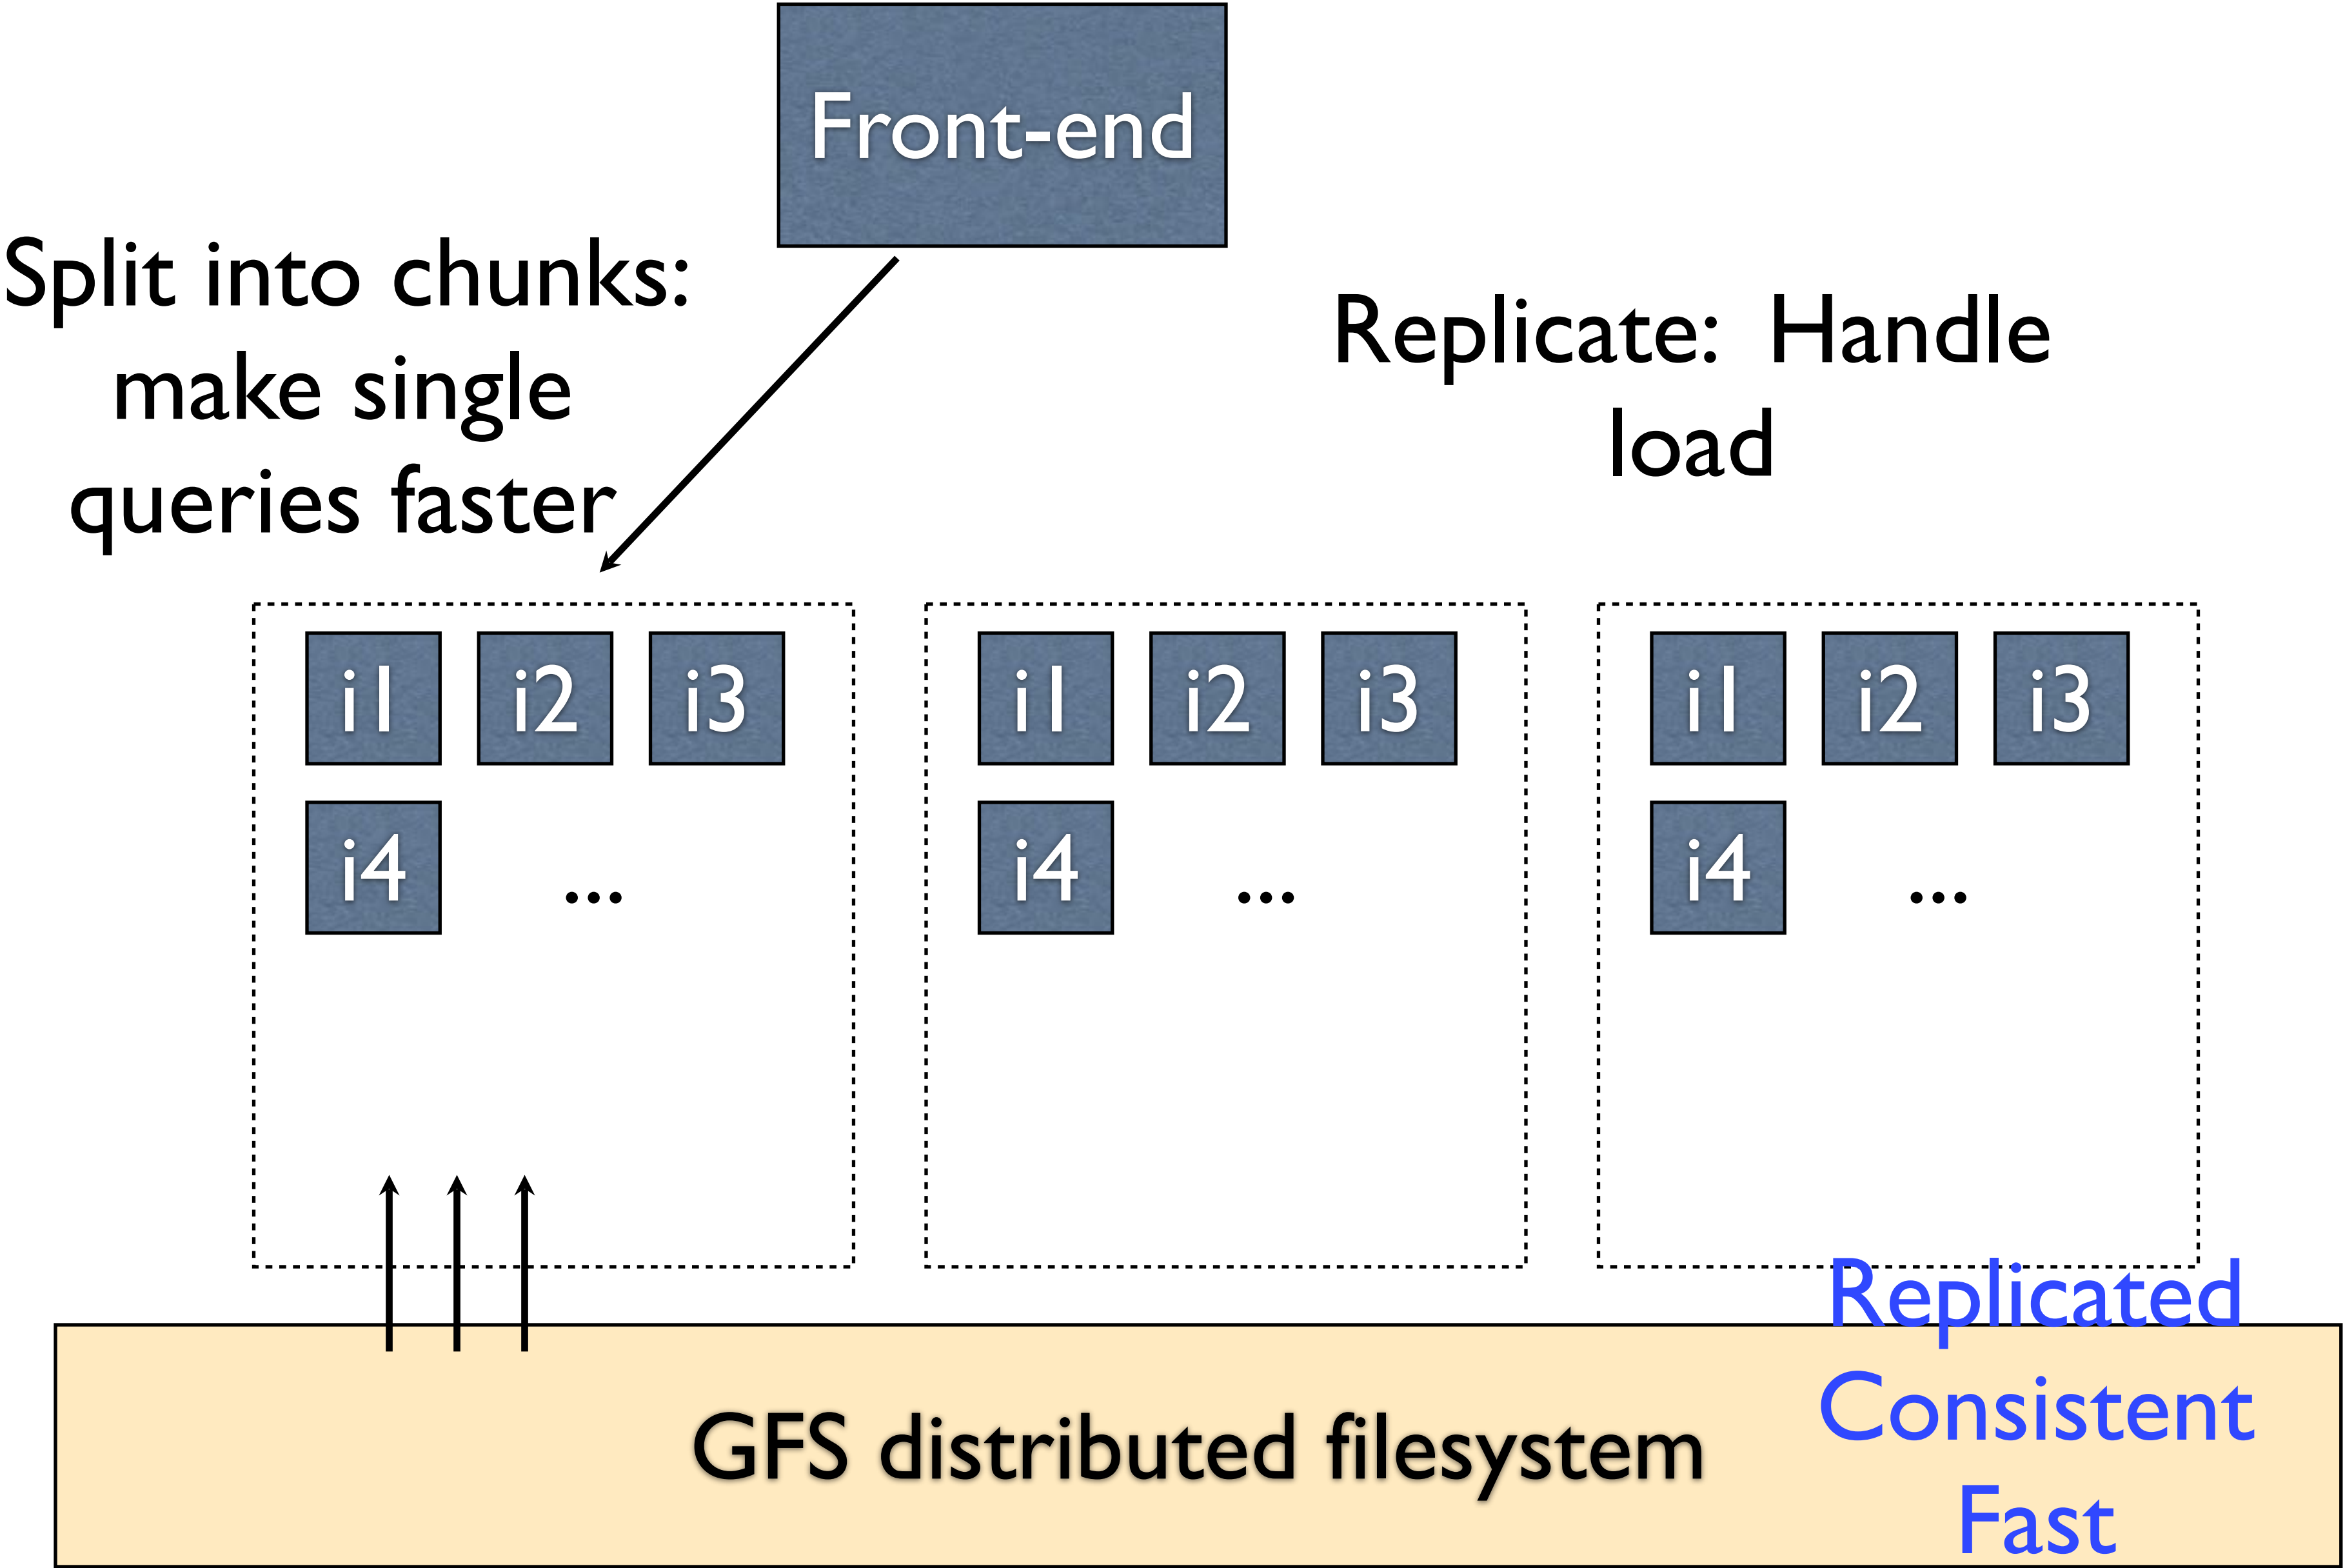 Front-end
Split into chunks:
make single
queries faster
Replicate: Handle
load
i1 i2 i3
i4 ...
i1 i2 i3
i4 ...
i1 i2 i3
i4 ...
GFS distributed filesystem
Replicated
Consistent
Fast